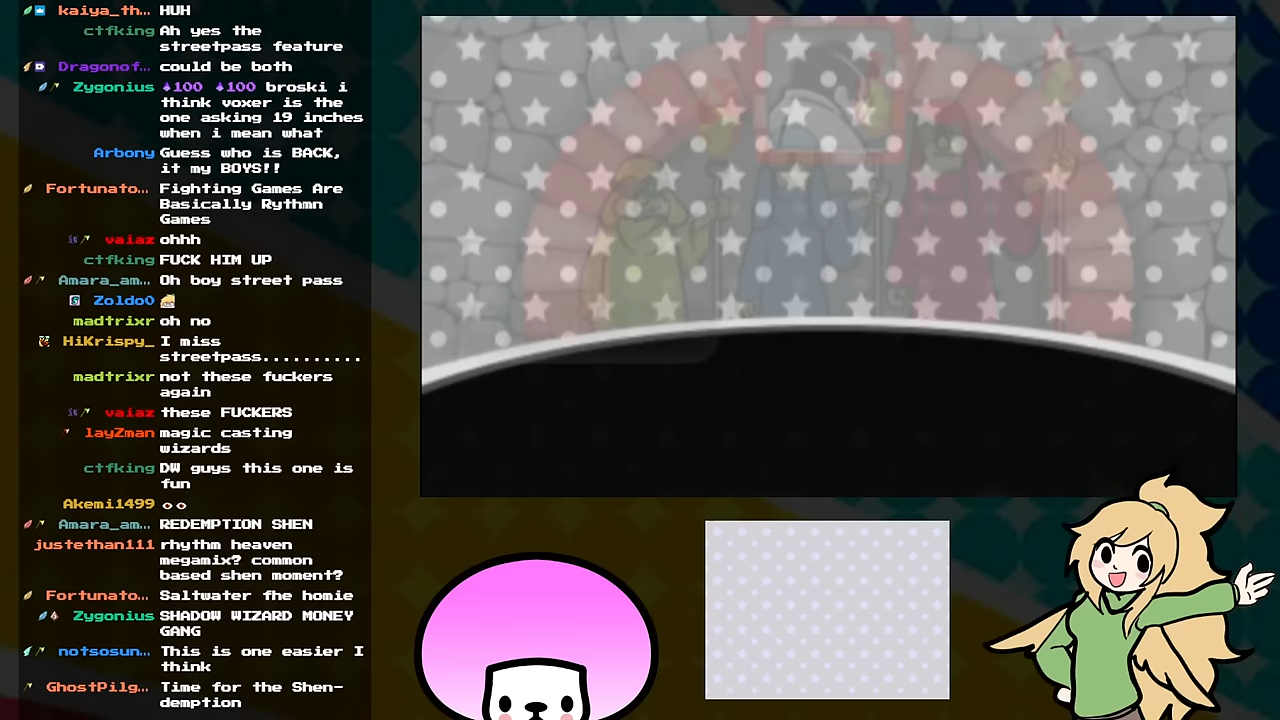 kaiya_th... HUH
ctfking Ah yes the
streetpass feature
Dragonof... could be both
Zygonius 100 100 broski i
think voxer is the
one asking 19 inches
when i mean what
Arbony Guess who is BACK,
it my BOYS!!
Fortunato... Fighting Games Are
Basically Rythmn
Games
vaiaz ohhh
ctfking FUCK HIM UP
Amara_am... Oh boy street pass
Zoldo0
madtrixr oh no
HiKrispy_ I miss
streetpass..........
madtrixr not these fuckers
again
vaiaz these FUCKERS
layZman magic casting
wizards
ctfking DW guys this one is
fun
Akemi1499
Amara_am... REDEMPTION SHEN
justethan111 rhythm heaven
megamix? common
based shen moment?
Fortunato... Saltwater the homie
Zygonius SHADOW WIZARD MONEY
GANG
notsosun... This is one easier I
think
GhostPilg... Time for the Shen-
demption